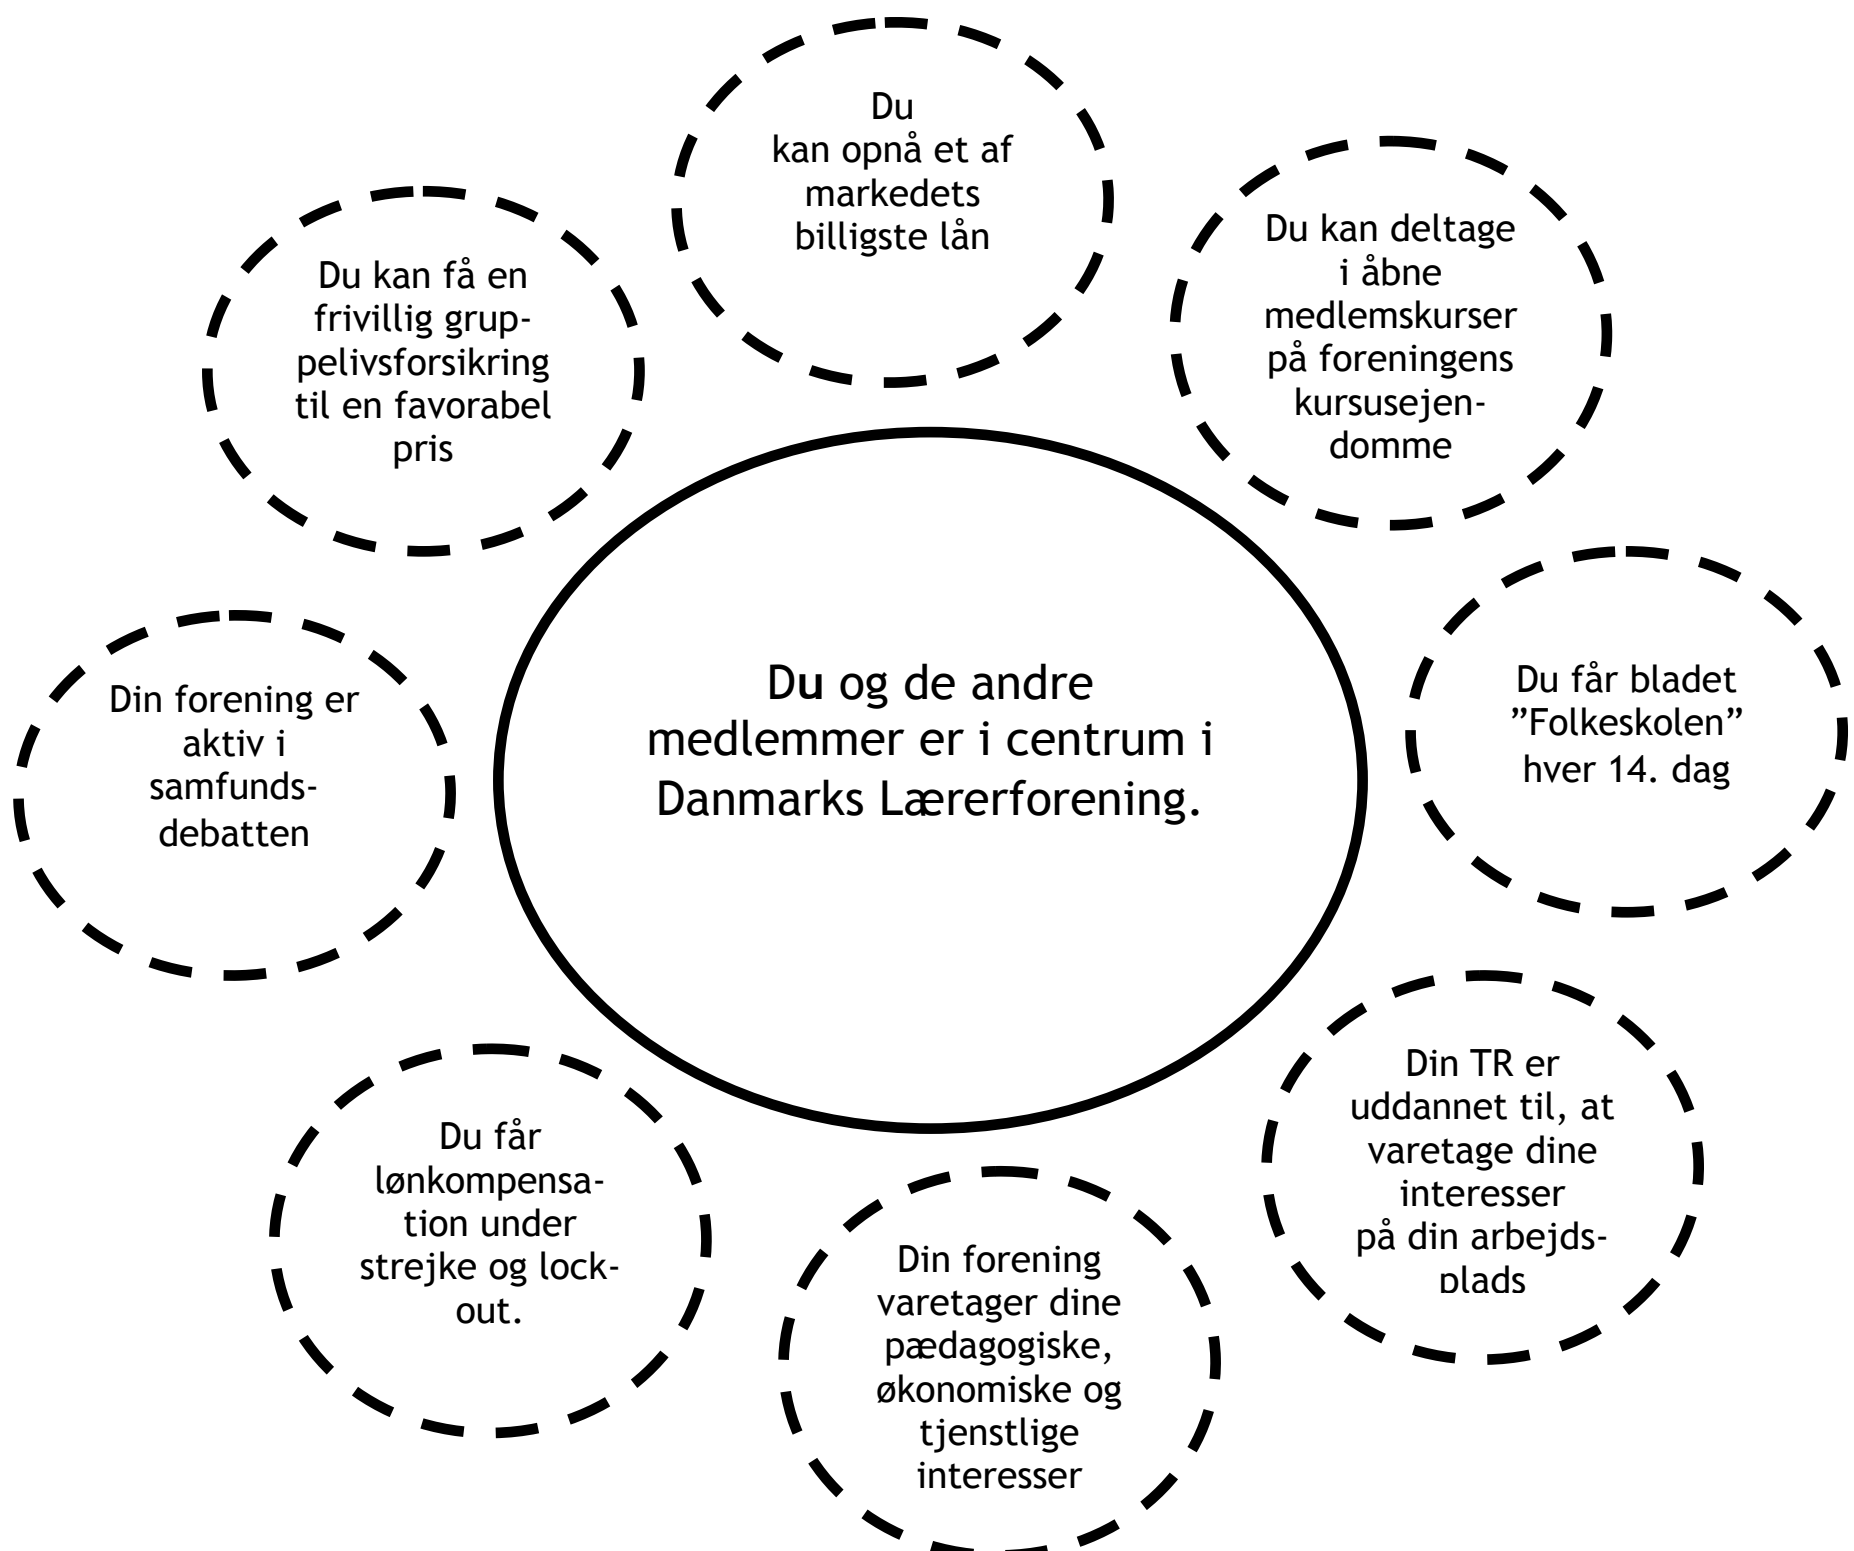 Du
kan opnå et af
markedets
billigste lån
Du kan deltage
i åbne
medlemskurser
på foreningens
kursusejen-
domme
Du kan få en
frivillig grup-
pelivsforsikring
til en favorabel
pris
Du og de andre
medlemmer er i centrum i
Danmarks Lærerforening.
Du får bladet
”Folkeskolen”
hver 14. dag
Din forening er
aktiv i
samfunds-
debatten
Din TR er
uddannet til, at
varetage dine
interesser
på din arbejds-
plads
Du får
lønkompensa-
tion under
strejke og lock-
out.
Din forening
varetager dine
pædagogiske,
økonomiske og
tjenstlige
interesser